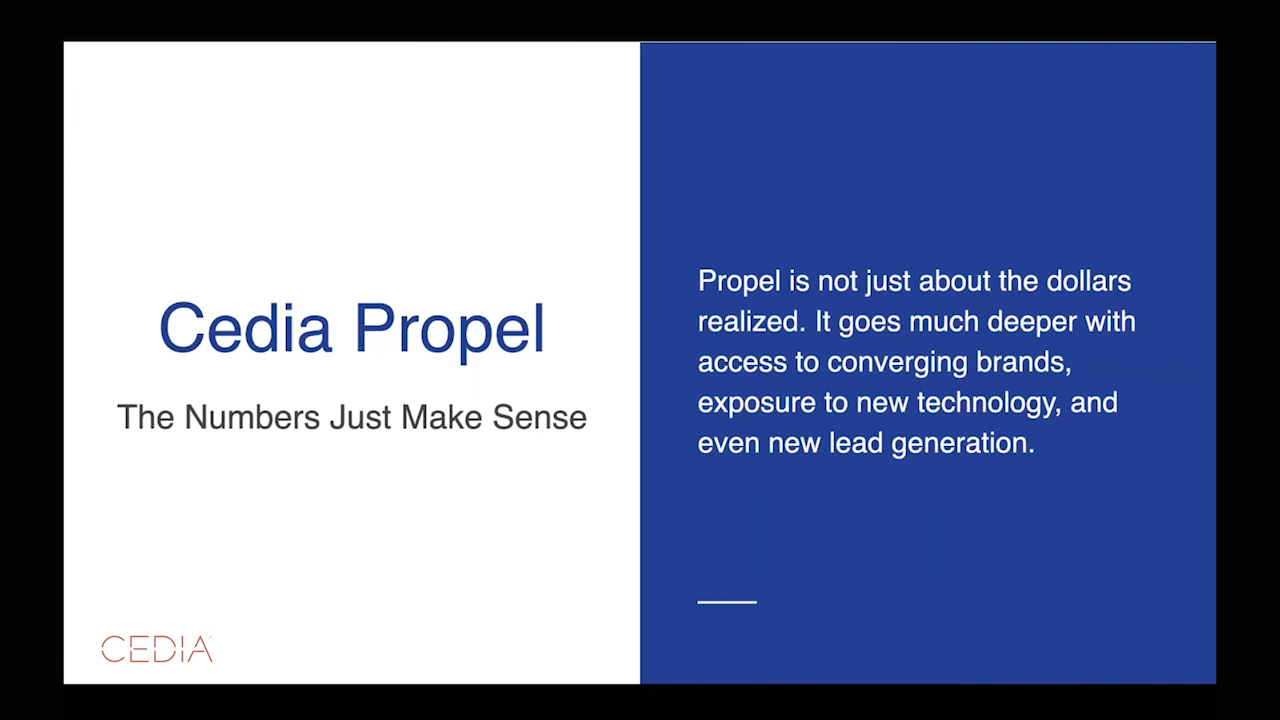 Cedia Propel
The Numbers Just Make Sense
CEDIA
Propel is not just about the dollars
realized. It goes much deeper with
access to converging brands,
exposure to new technology, and
even new lead generation.